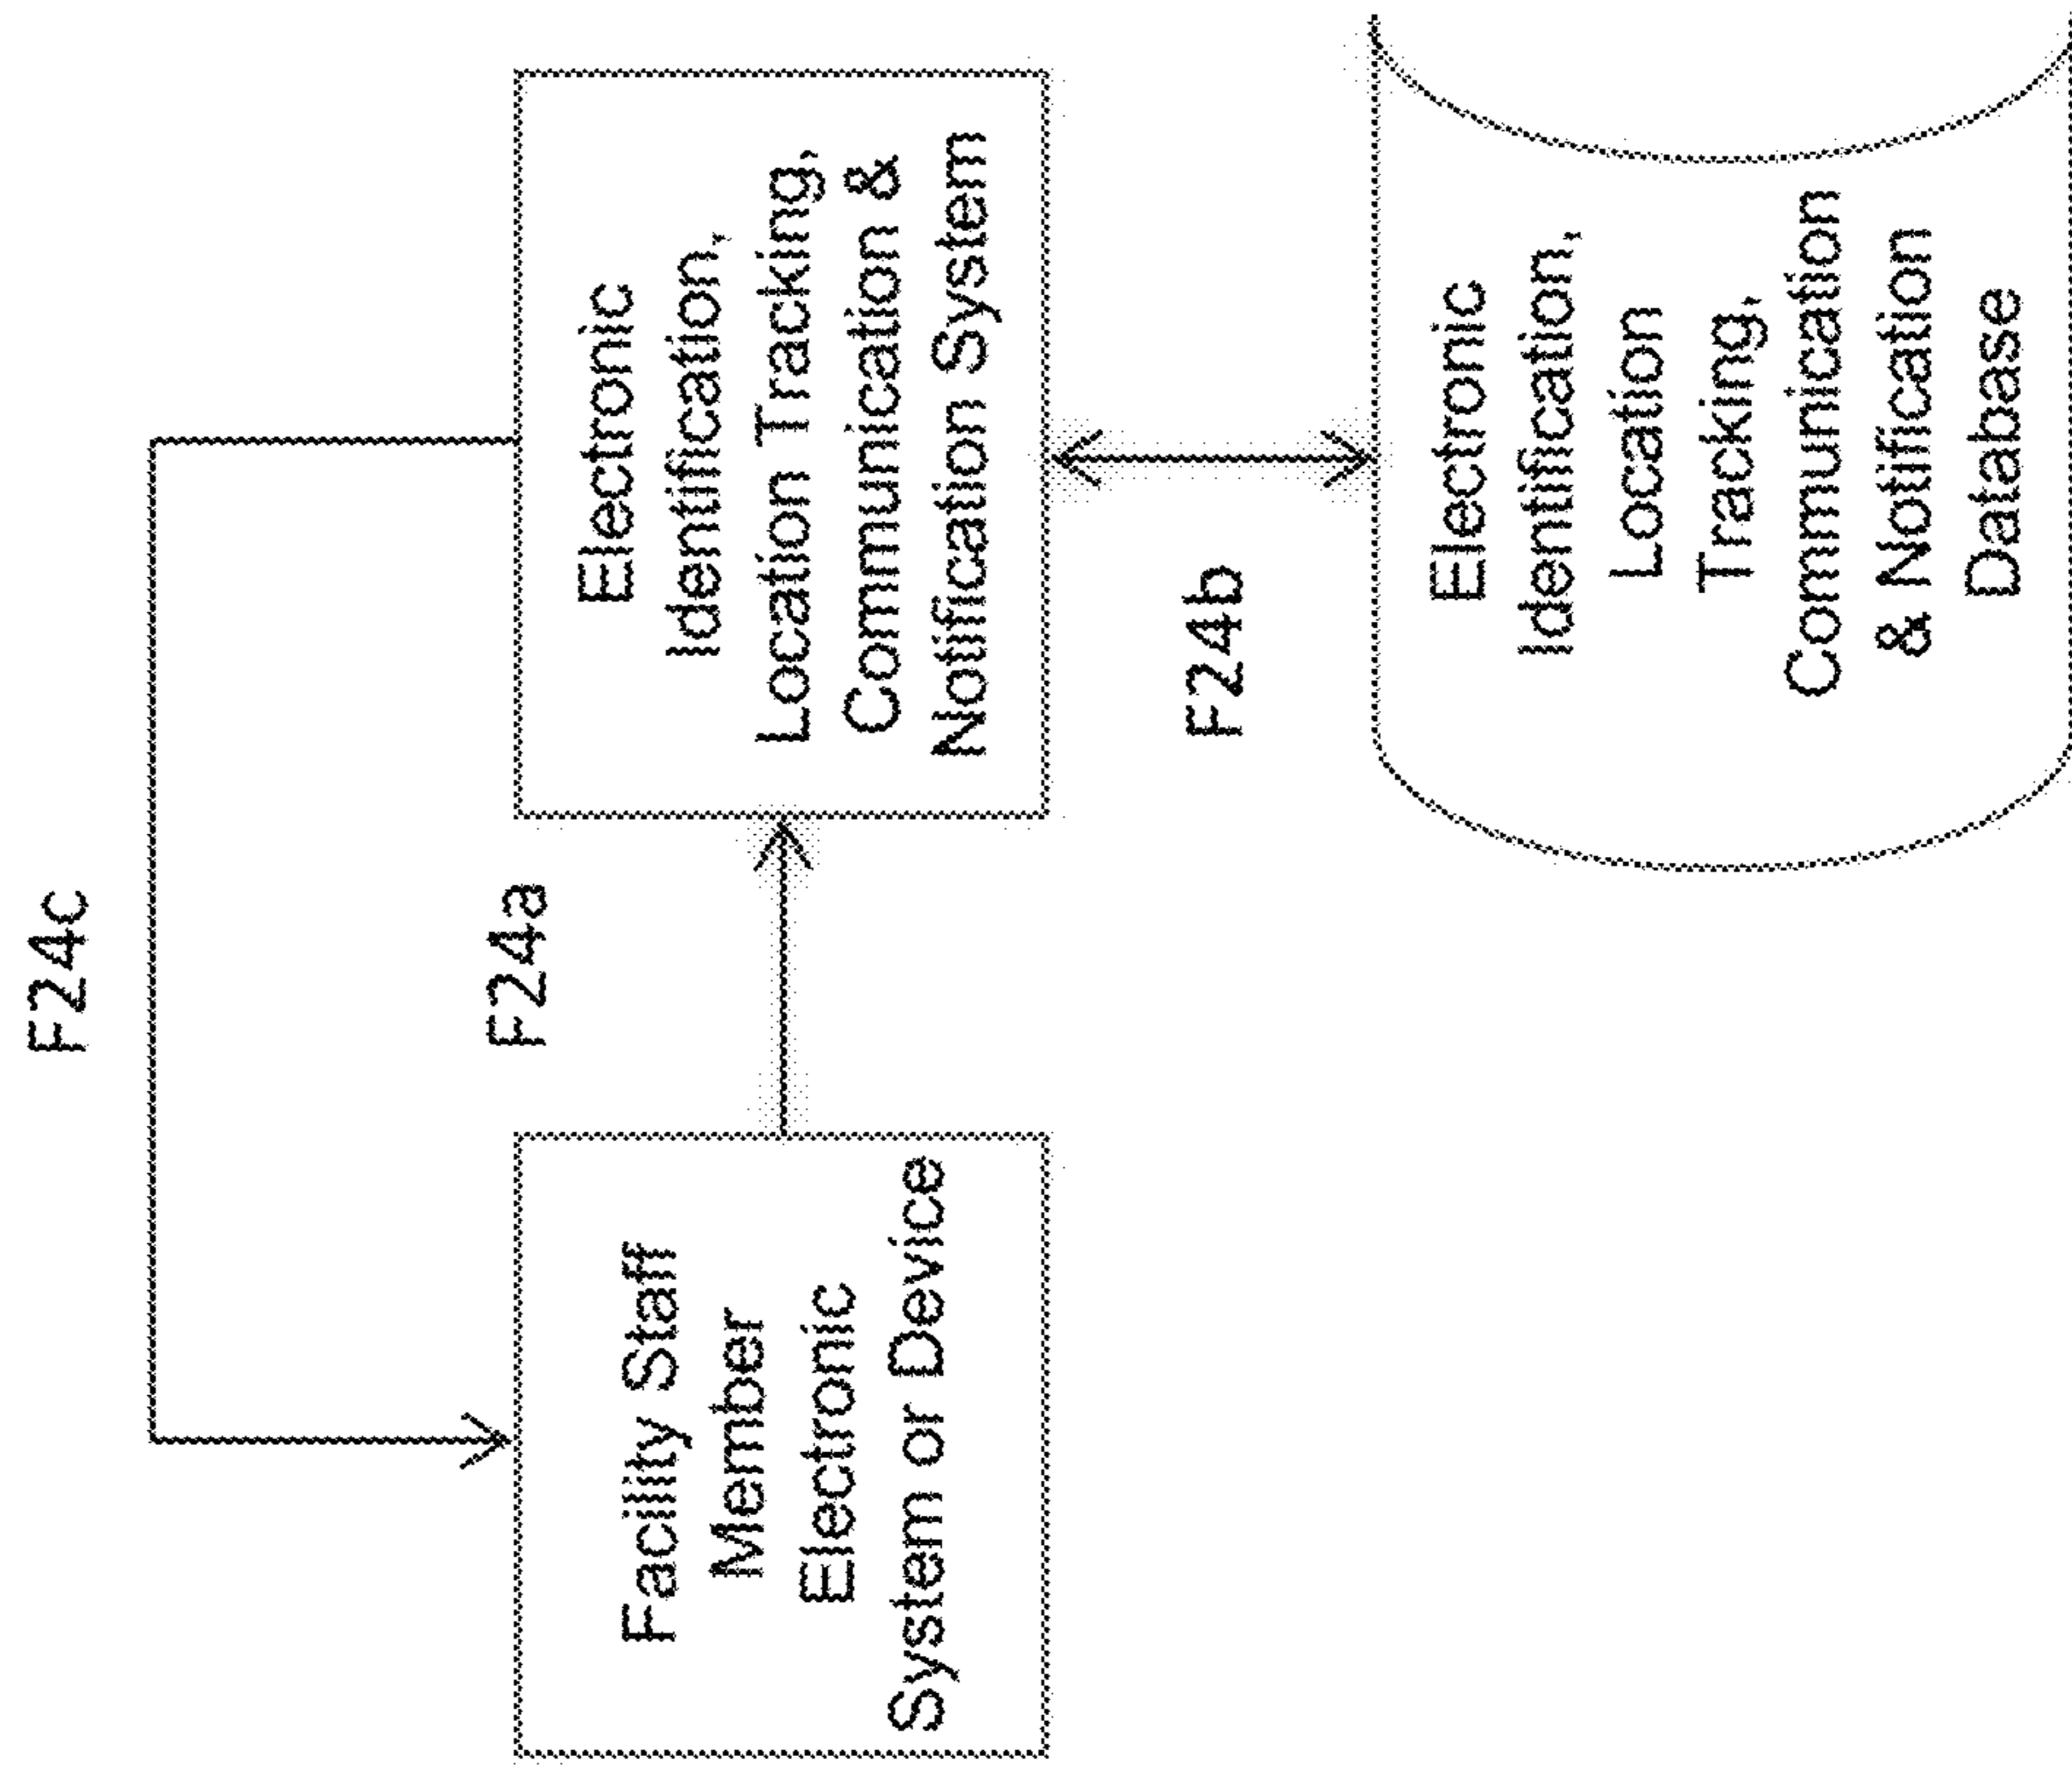 F24c
F24a
Facility Staff
Member
Electronic
System or Device
Electronic
Identification,
Location Tracking,
Communication &
Notification System
F24b
Electronic
Identification,
Location
Tracking,
Communication
& Notification
Database